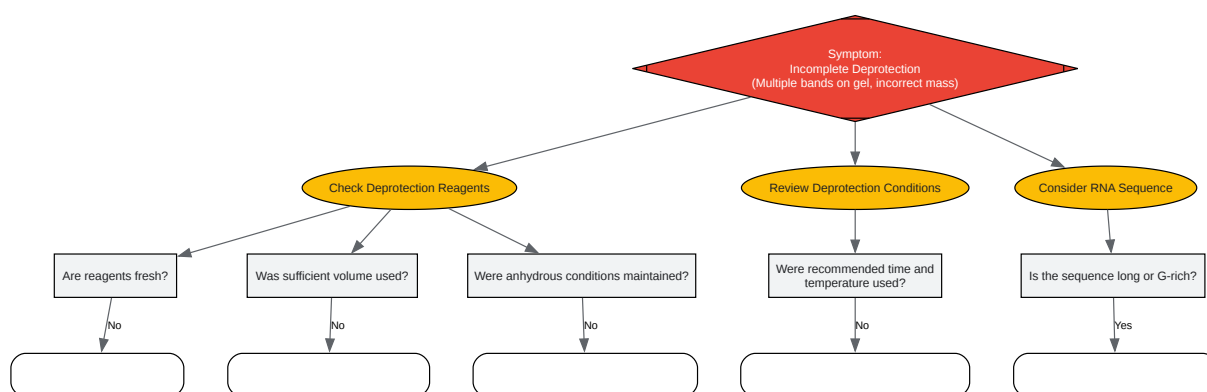 Symptom:
Incomplete Deprotection
(Multiple bands on gel, incorrect mass)
Check Deprotection Reagents
Review Deprotection Conditions
Consider RNA Sequence
Are reagents fresh?
Was sufficient volume used?
Were anhydrous conditions maintained?
Were recommended time and
temperature used?
Is the sequence long or G-rich?
No
No
No
No
Yes